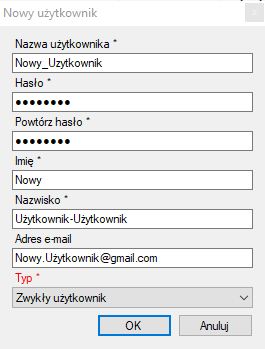 Nowy użytkownik
Nazwa użytkownika *
Nowy_Uzytkownik
Hasło *
●●●●●●●●
Powtórz hasło *
●●●●●●●●
Imię *
Nowy
Nazwisko *
Użytkownik-Użytkownik
Adres e-mail
Nowy.Użytkownik@gmail.com
Typ *
Zwykły użytkownik
OK Anuluj